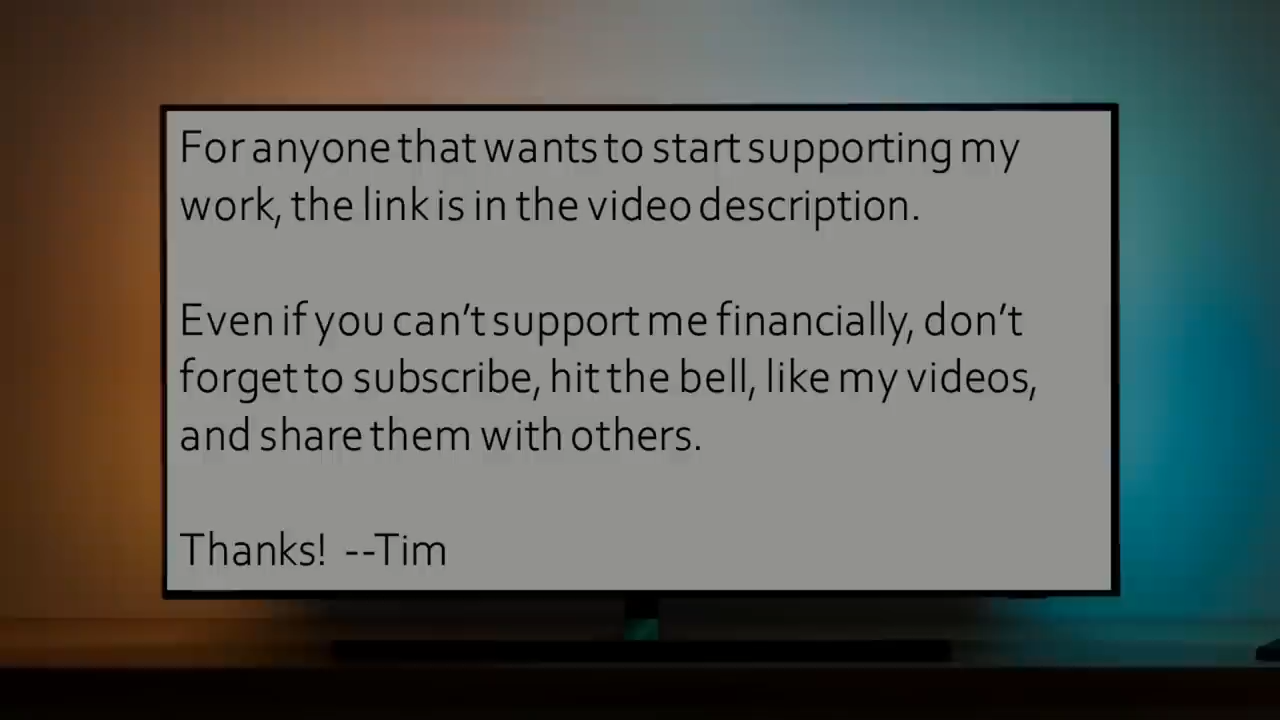 For anyone that wants to start supporting my
work, the link is in the video description.
Even if you can’t support me financially, don’t
forget to subscribe, hit the bell, like my videos,
and share them with others.
Thanks!  --Tim